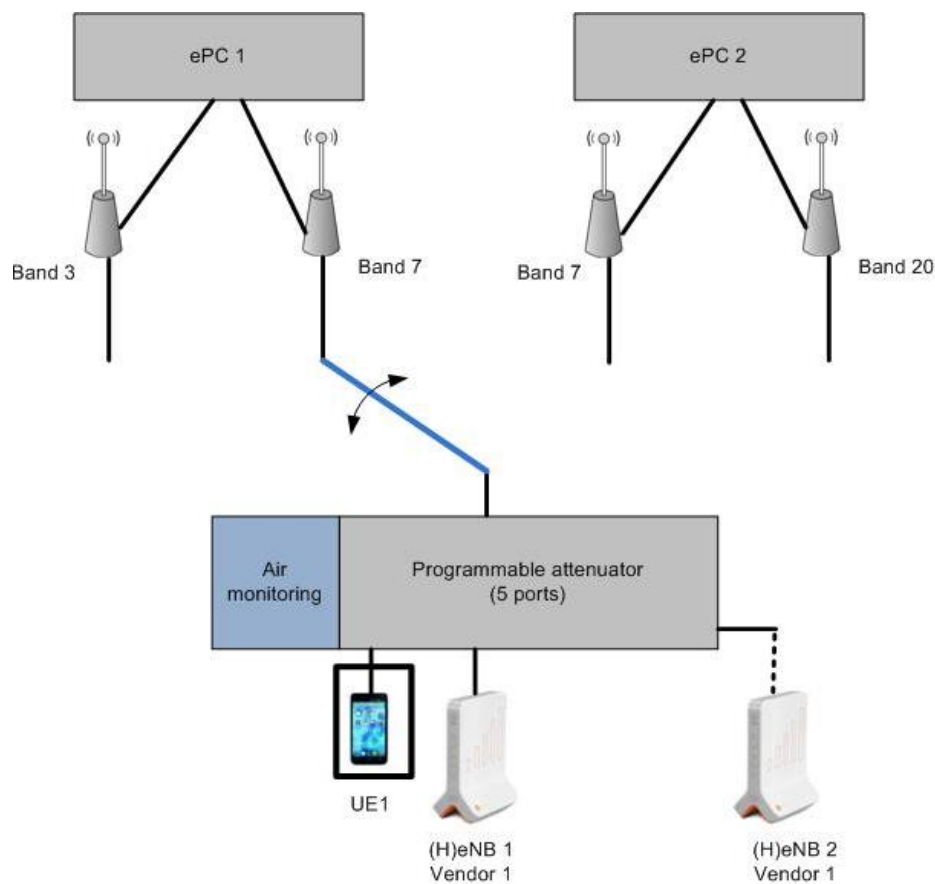 ePC 1
ePC 2
Band 3
Band 7
Band 7
Band 20
Air
monitoring
Programmable attenuator
(5 ports)
UE1
(H)eNB 1
Vendor 1
(H)eNB 2
Vendor 1